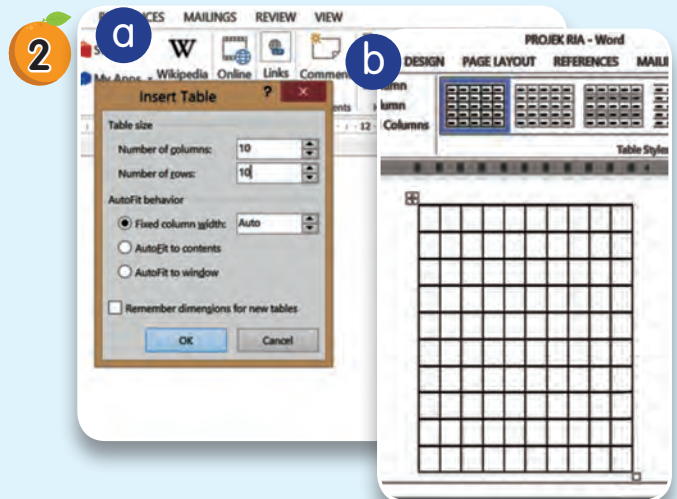 2
a
MAILINGS REVIEW VIEW
W
My Apps
Wikipedia Online Links
Insert Table ?
Table size
Number of columns: 10
Number of rows: 10
AutoFit behavior
Fixed column width: Auto
AutoFit to contents
AutoFit to window
Remember dimensions for new tables
OK Cancel
12
b
PROJEK RIA - Word
DESIGN PAGE LAYOUT REFERENCES
Columns